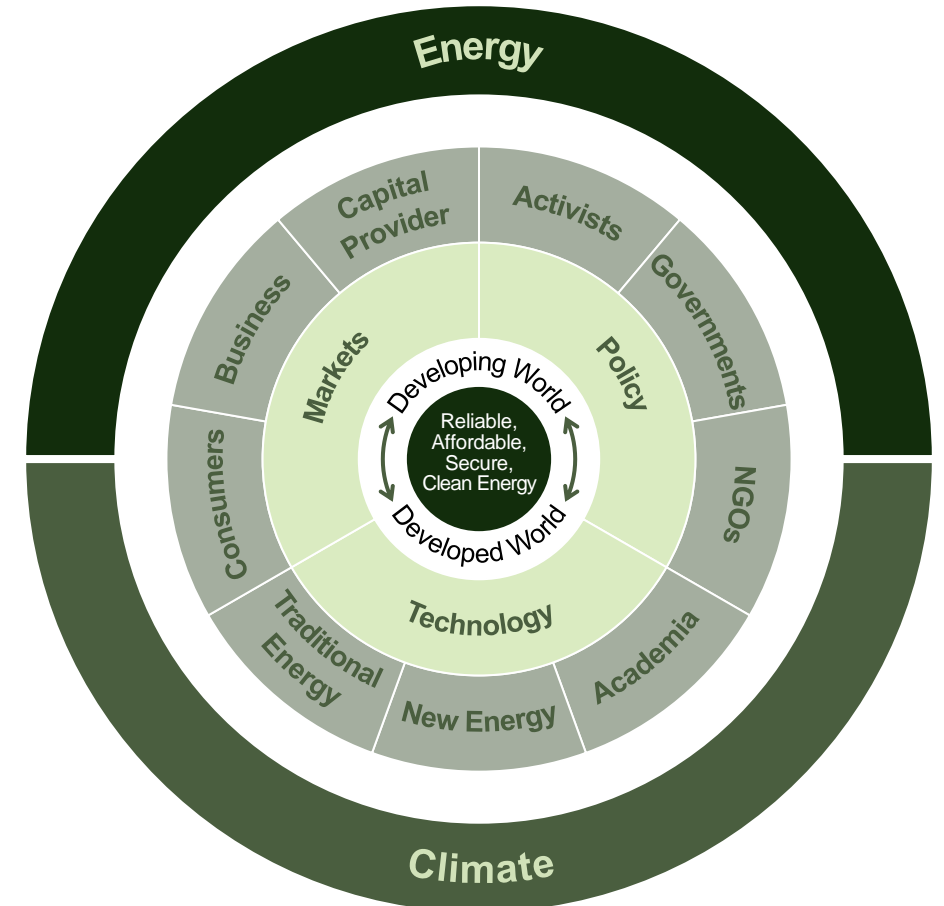 Energy
Capital
Provider
Activists
Business
Governments
Markets
Policy
Developing World
Reliable,
Affordable,
Secure,
Clean Energy
Consumers
NGOs
Developed World
Technology
Traditional
Energy
New Energy
Academia
Climate